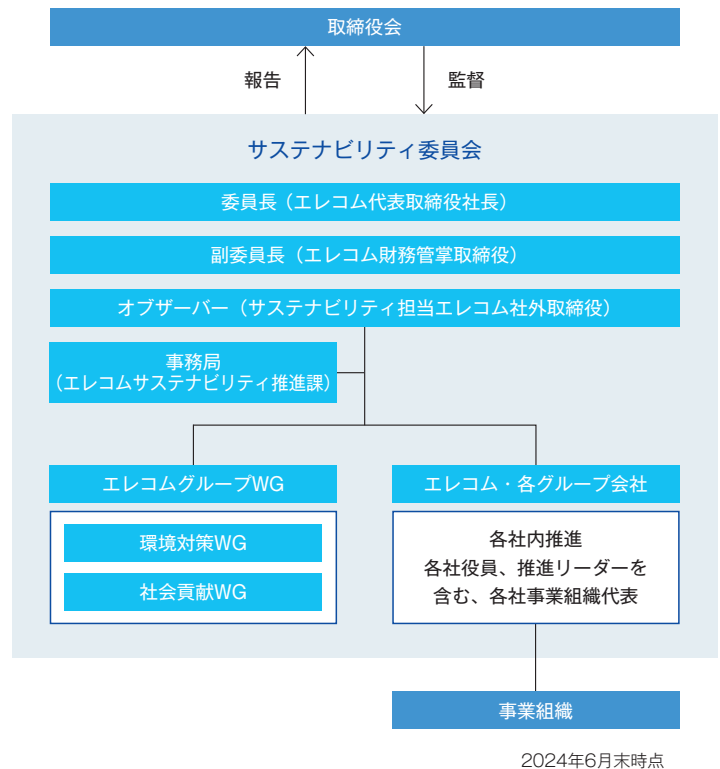 取締役会
報告
監督
サステナビリティ委員会
委員長（エレコム代表取締役社長）
副委員長（エレコム財務管掌取締役）
オブザーバー（サステナビリティ担当エレコム社外取締役）
事務局
（エレコムサステナビリティ推進課）
エレコムグループWG
環境対策WG
社会貢献WG
エレコム・各グループ会社
各社内推進
各社役員、推進リーダーを
含む、各社事業組織代表
事業組織
2024年6月末時点